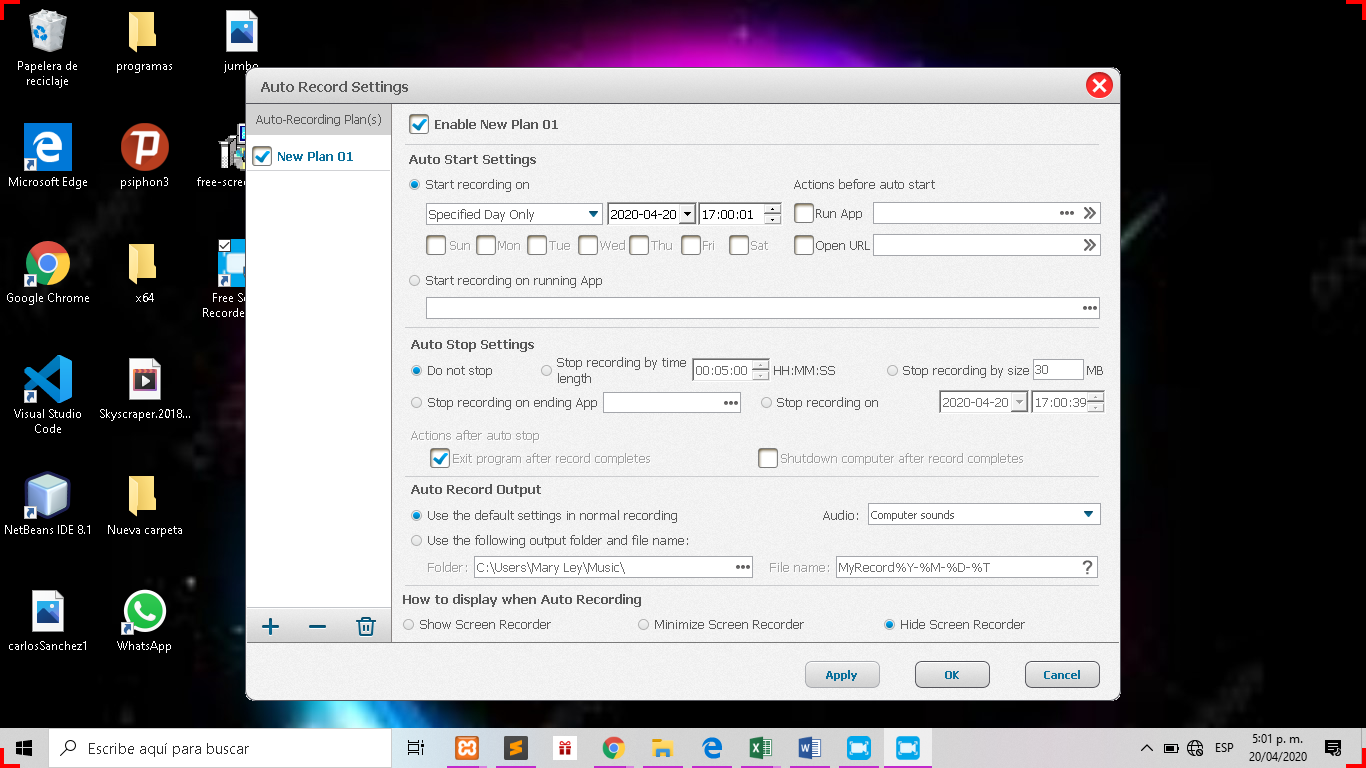 Papelera de
reciclaje
programas
jumbo
Microsoft Edge
psiphon3
free-scre
Google Chrome
x64
Free Sc
Recorde
Visual Studio
Code
Skyscraper.2018...
NetBeans IDE 8.1
Nueva carpeta
carlosSanchez1
WhatsApp
Auto Record Settings
Auto-Recording Plan(s)
New Plan 01
Enable New Plan 01
Auto Start Settings
Start recording on
Actions before auto start
Specified Day Only 2020-04-20 17:00:01
Run App ...
Sun Mon Tue Wed Thu Fri Sat
Open URL
Start recording on running App
...
Auto Stop Settings
Do not stop
Stop recording by time
length
00:05:00 HH:MM:SS
Stop recording by size 30 MB
Stop recording on ending App ...
Stop recording on 2020-04-20 17:00:39
Actions after auto stop
Exit program after record completes
Shutdown computer after record completes
Auto Record Output
Use the default settings in normal recording
Audio: Computer sounds
Use the following output folder and file name:
Folder: C:\Users\Mary Ley\Music\ ...
File name: MyRecord%Y-%M-%D-%T ?
How to display when Auto Recording
Show Screen Recorder
Minimize Screen Recorder
Hide Screen Recorder
Apply
OK
Cancel
Escribe aquí para buscar
ESP
5:01 p. m.
20/04/2020